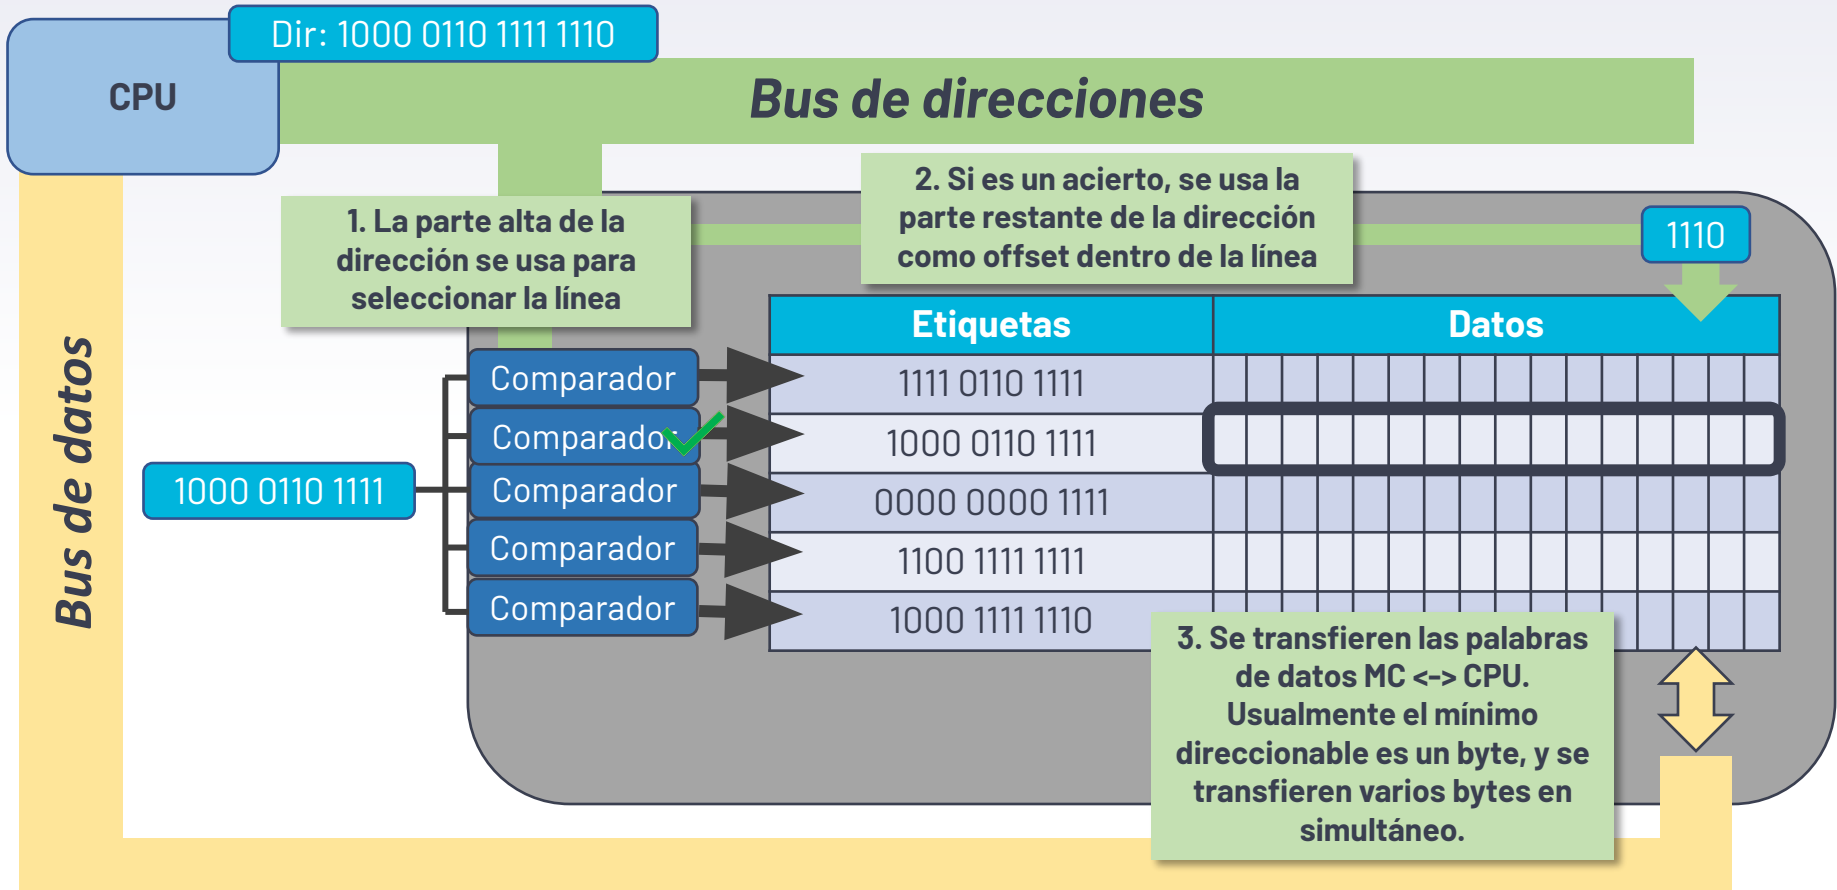 Dir: 1000 0110 1111 1110
CPU
Bus de direcciones
2. Si es un acierto, se usa la
parte restante de la dirección
como offset dentro de la línea
1. La parte alta de la
dirección se usa para
seleccionar la línea
1110
Etiquetas
Datos
Comparador
1111 0110 1111
Comparador
1000 0110 1111
Comparador
0000 0000 1111
Comparador
1100 1111 1111
Comparador
1000 1111 1110
Bus de datos
1000 0110 1111
3. Se transfieren las palabras
de datos MC <-> CPU.
Usualmente el mínimo
direccionable es un byte, y se
transfieren varios bytes en
simultáneo.